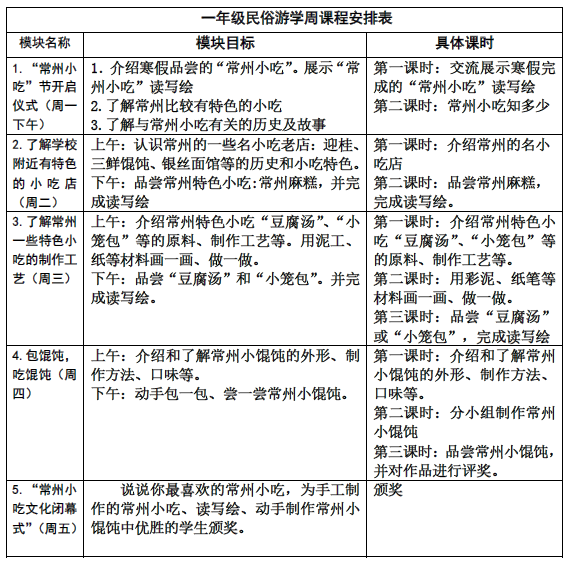 一年级民俗游学周课程安排表
模块名称
模块目标
具体课时
1. “常州小
吃”节开启
仪式（周一
下午）
1. 介绍寒假品尝的“常州小吃”。展示“常
州小吃”读写绘
2.了解常州比较有特色的小吃
3.了解与常州小吃有关的历史及故事
第一课时：交流展示寒假完
成的“常州小吃”读写绘
第二课时：常州小吃知多少
2.了解学校
附近有特色
的小吃店
（周二）
上午：认识常州的一些名小吃老店：迎桂、
三鲜馄饨、银丝面馆等的历史和小吃特色。
下午：品尝常州特色小吃:常州麻糕，并完
成读写绘
第一课时：介绍常州的名小
吃店
第二课时：品尝常州麻糕，
完成读写绘。
3.了解常州
一些特色小
吃的制作工
艺（周三）
上午：介绍常州特色小吃“豆腐汤”、“小
笼包”等的原料、制作工艺等。用泥工、
纸等材料画一画、做一做。
下午：品尝“豆腐汤”和“小笼包”。并完
成读写绘。
第一课时：介绍常州特色小
吃“豆腐汤”、“小笼包”等
的原料、制作工艺等。
第二课时：用彩泥、纸笔等
材料画一画、做一做。
第三课时：品尝“豆腐汤”
或“小笼包”，完成读写绘
4.包馄饨，
吃馄饨（周
四）
上午：介绍和了解常州小馄饨的外形、制
作方法、口味等。
下午：动手包一包、尝一尝常州小馄饨。
第一课时：介绍和了解常州
小馄饨的外形、制作方法、
口味等。
第二课时：分小组制作常州
小馄饨
第三课时：品尝常州小馄饨，
并对作品进行评奖。
5.“常州小
吃文化闭幕
式”（周五）
说说你最喜欢的常州小吃，为手工制
作的常州小吃、读写绘、动手制作常州小
馄饨中优胜的学生颁奖。
颁奖